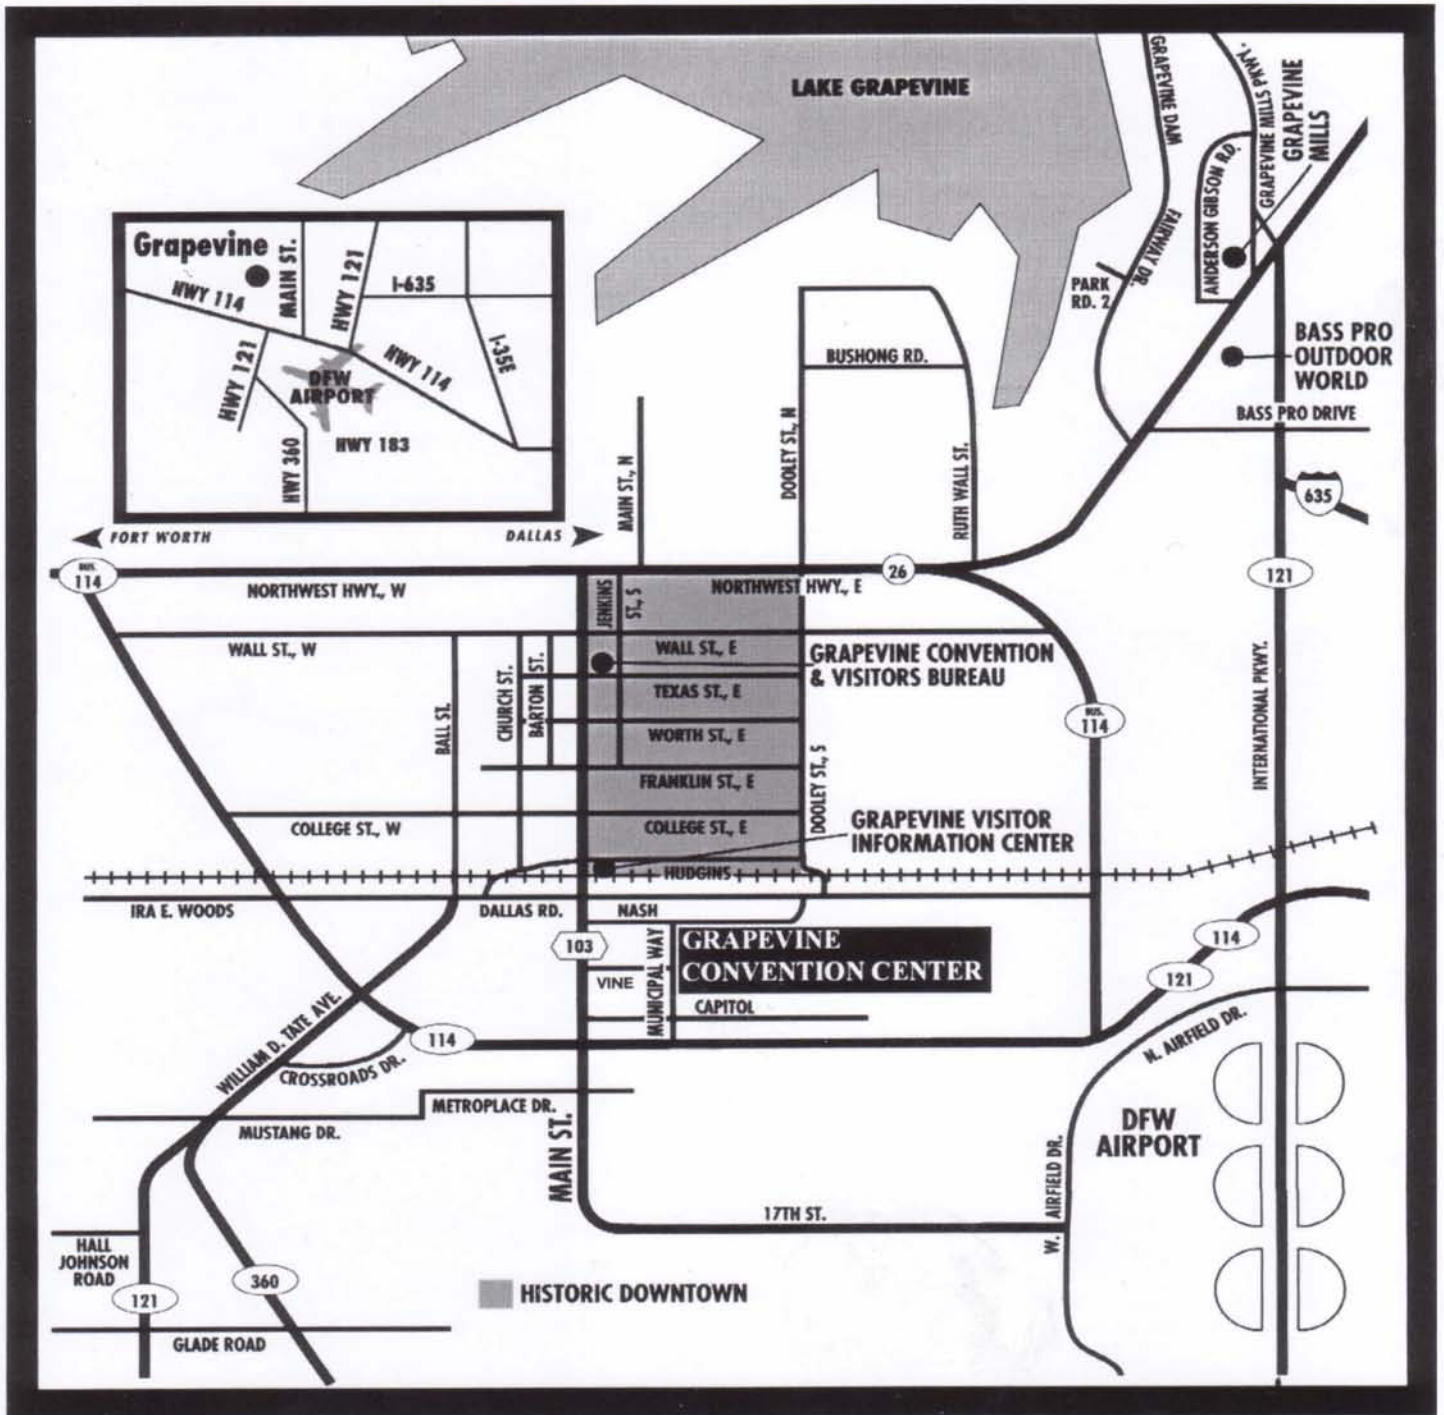 LAKE GRAPEVINE
GRAPEVINE DAM
GRAPEVINE MILLS PKWY.
GRAPEVINE
MILLS
ANDERSON GIBSON RD.
FAIRWAY DR.
PARK
RD. 2
BASS PRO
OUTDOOR
WORLD
BASS PRO DRIVE
635
Grapevine
MAIN ST.
HWY 121
HWY 114
I-635
I-35E
HWY 121
HWY 114
DFW
AIRPORT
HWY 183
HWY 360
FORT WORTH
DALLAS
MAIN ST., N
DOOLEY ST., N
BUSHONG RD.
RUTH WALL ST.
BUS.
114
NORTHWEST HWY., W
JENKINS
ST., S
NORTHWEST HWY., E
26
121
WALL ST., W
WALL ST., E
GRAPEVINE CONVENTION
& VISITORS BUREAU
BALL ST.
CHURCH ST.
BARTON ST.
TEXAS ST., E
WORTH ST., E
FRANKLIN ST., E
DOOLEY ST., S
BUS.
114
INTERNATIONAL PKWY.
COLLEGE ST., W
COLLEGE ST., E
GRAPEVINE VISITOR
INFORMATION CENTER
HUDGINS
IRA E. WOODS
DALLAS RD.
NASH
103
MUNICIPAL WAY
GRAPEVINE
CONVENTION CENTER
VINE
CAPITOL
114
121
WILLIAM D. TATE AVE.
114
CROSSROADS DR.
N. AIRFIELD DR.
METROPLACE DR.
MUSTANG DR.
MAIN ST.
DFW
AIRPORT
W. AIRFIELD DR.
17TH ST.
HALL
JOHNSON
ROAD
121
360
HISTORIC DOWNTOWN
GLADE ROAD